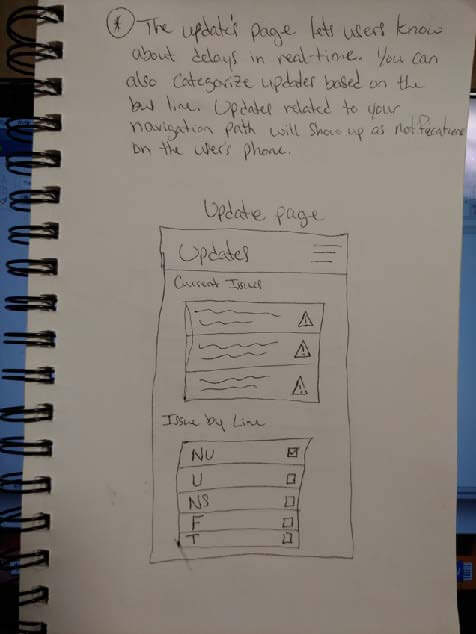 * The update's page lets users know
about delays in real-time. You can
also categorize updates based on the
bus line. Updates related to your
navigation path will show up as notifications
on the user's phone.
Update page
Updates
Current Issues
Issue by Line
NU
U
NS
F
T